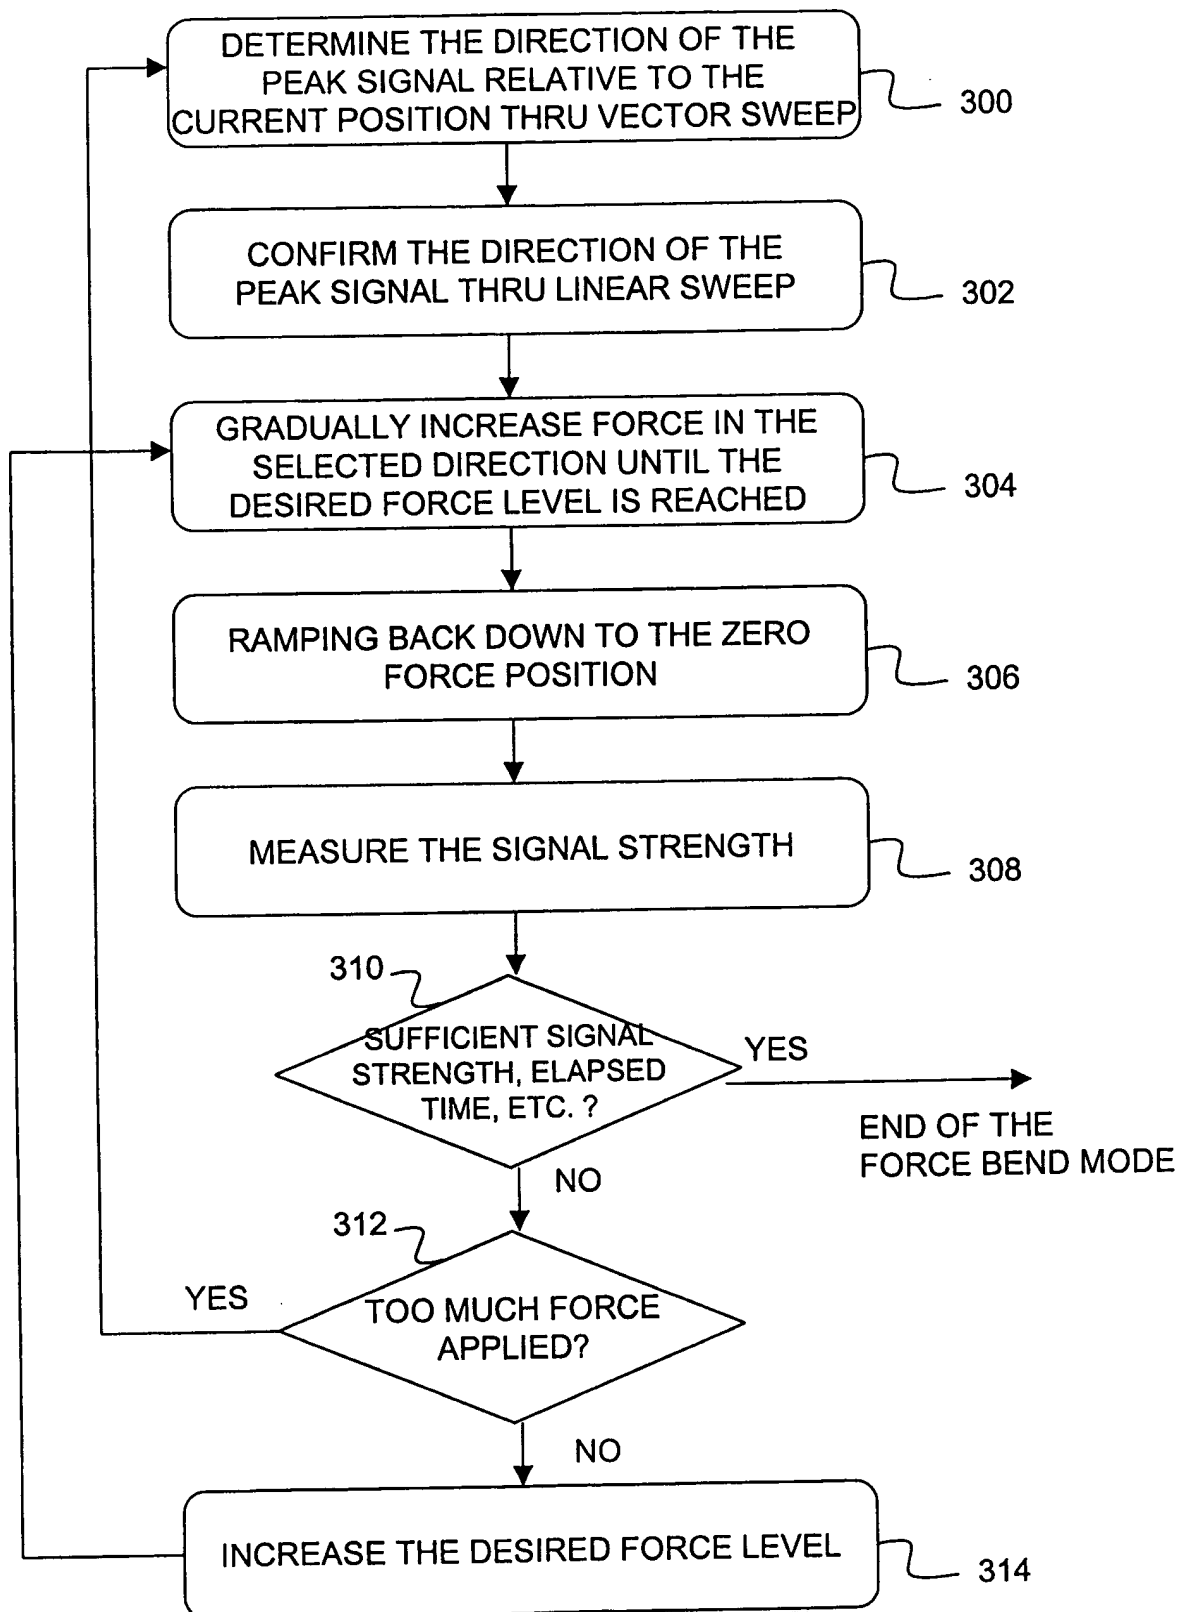 DETERMINE THE DIRECTION OF THE
PEAK SIGNAL RELATIVE TO THE
CURRENT POSITION THRU VECTOR SWEEP
300
CONFIRM THE DIRECTION OF THE
PEAK SIGNAL THRU LINEAR SWEEP
302
GRADUALLY INCREASE FORCE IN THE
SELECTED DIRECTION UNTIL THE
DESIRED FORCE LEVEL IS REACHED
304
RAMPING BACK DOWN TO THE ZERO
FORCE POSITION
306
MEASURE THE SIGNAL STRENGTH
308
310
SUFFICIENT SIGNAL
STRENGTH, ELAPSED
TIME, ETC. ?
YES
END OF THE
FORCE BEND MODE
NO
312
YES
TOO MUCH FORCE
APPLIED?
NO
INCREASE THE DESIRED FORCE LEVEL
314